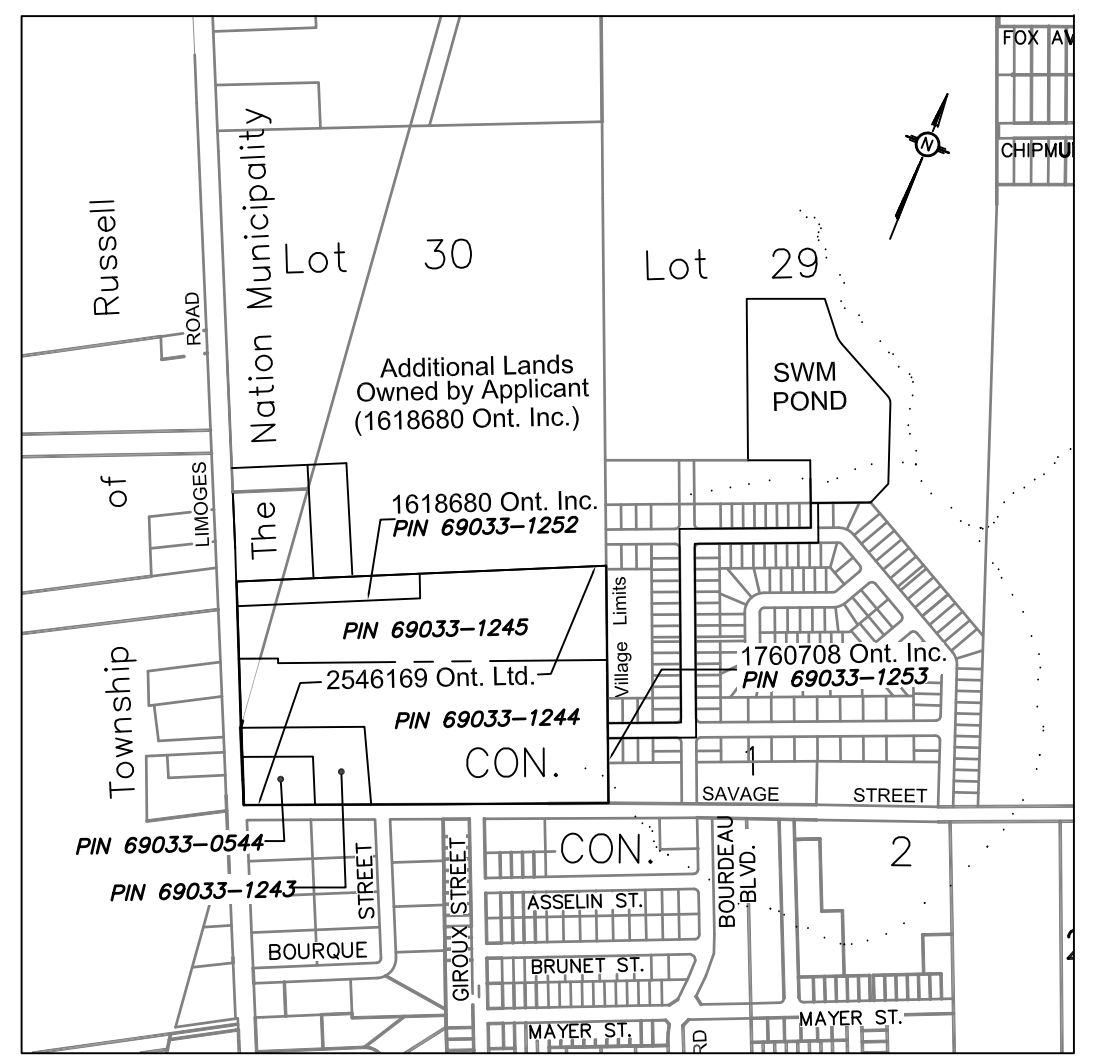 FOX AV
CHIPMU
N
Russell
of
Township
The Nation Municipality
ROAD
LIMOGES
Lot 30
Lot 29
Additional Lands
Owned by Applicant
(1618680 Ont. Inc.)
SWM
POND
1618680 Ont. Inc.
PIN 69033-1252
PIN 69033-1245
Village Limits
1760708 Ont. Inc.
PIN 69033-1253
2546169 Ont. Ltd.
PIN 69033-1244
CON. 1
SAVAGE STREET
PIN 69033-0544
PIN 69033-1243
CON. 2
STREET
BOURQUE
GIROUX STREET
BOURDEAU
BLVD.
ASSELIN ST.
BRUNET ST.
MAYER ST.
MAYER ST.
RD